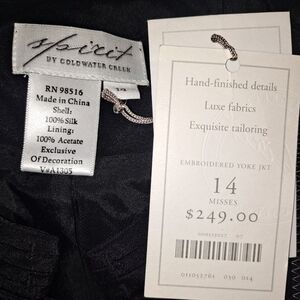 spirit
BY COLDWATER CREEK
RN 98516
Made in China
Shell:
100% Silk
Lining:
100% Acetate
Exclusive
Of Decoration
Hand-finished details
Luxe fabrics
Exquisite tailoring
EMBROIDERED YOKE JKT
14
MISSES
$249.00